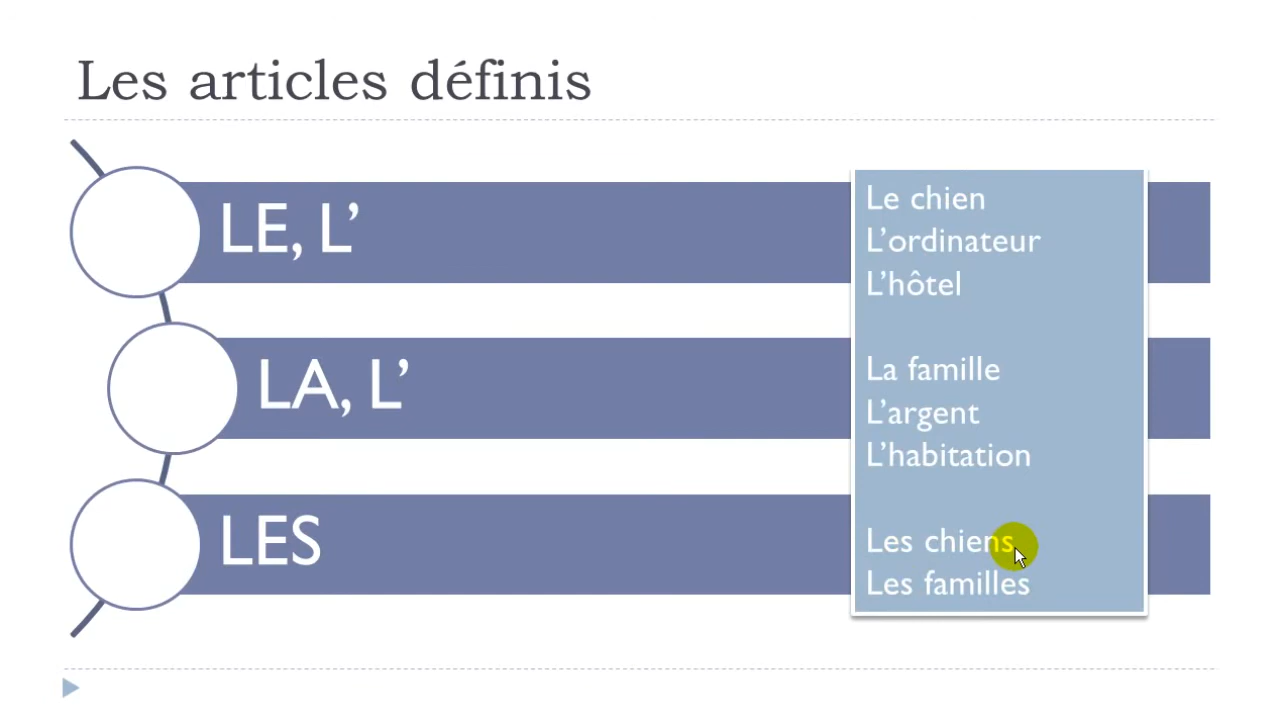 Les articles définis
LE, L’
LA, L’
LES
Le chien
L’ordinateur
L’hôtel
La famille
L’argent
L’habitation
Les chiens
Les familles